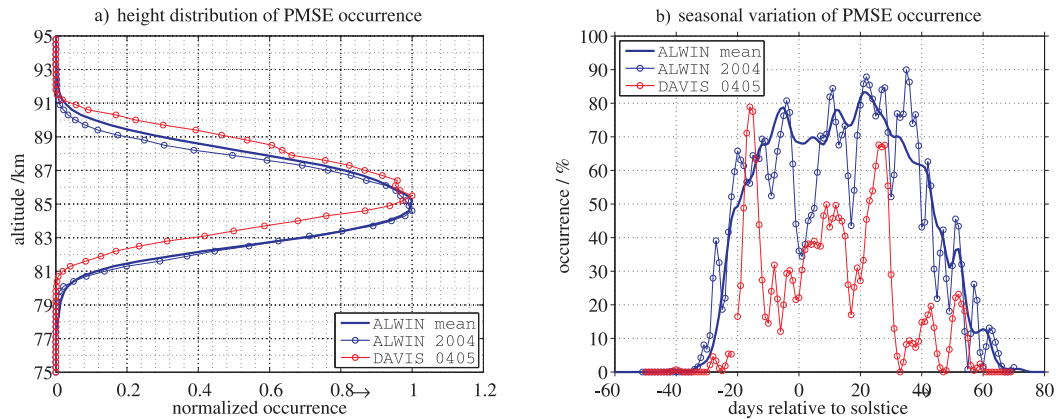 a) height distribution of PMSE occurrence
95
93
91
89
87
85
83
81
79
77
75
altitude /km
ALWIN mean
ALWIN 2004
DAVIS 0405
0 0.2 0.4 0.6 0.8 1 1.2
normalized occurrence
b) seasonal variation of PMSE occurrence
100
90
80
70
60
50
40
30
20
10
0
occurrence / %
ALWIN mean
ALWIN 2004
DAVIS 0405
-60 -40 -20 0 20 40 60 80
days relative to solstice